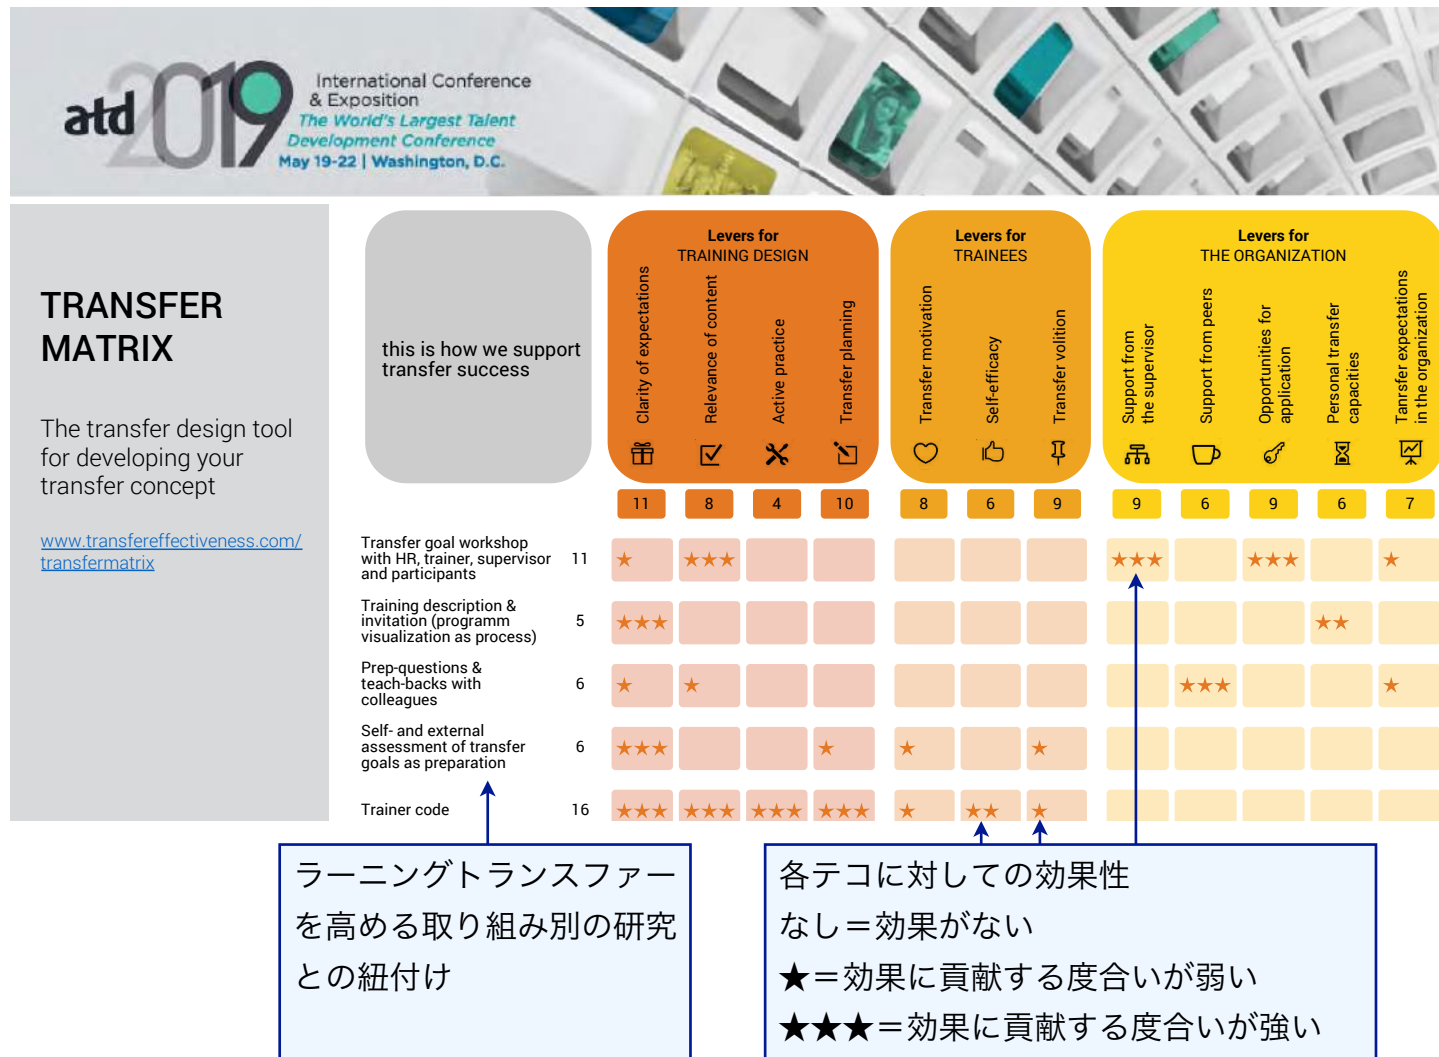 atd 2019
International Conference
& Exposition
The World's Largest Talent
Development Conference
May 19-22 | Washington, D.C.
TRANSFER
MATRIX
The transfer design tool
for developing your
transfer concept
www.transfereffectiveness.com/
transfermatrix
this is how we support
transfer success
Levers for
TRAINING DESIGN
Clarity of expectations
Relevance of content
Active practice
Transfer planning
Levers for
TRAINEES
Transfer motivation
Self-efficacy
Transfer volition
Levers for
THE ORGANIZATION
Support from
the supervisor
Support from peers
Opportunities for
application
Personal transfer
capacities
Tanrsfer expectations
in the organization
11 8 4 10 8 6 9 9 6 9 6 7
Transfer goal workshop
with HR, trainer, supervisor 11 ★ ★★★ ★★★ ★★★ ★
and participants
Training description &
invitation (programm 5 ★★★ ★★
visualization as process)
Prep-questions &
teach-backs with 6 ★ ★ ★★★ ★
colleagues
Self- and external
assessment of transfer 6 ★★★ ★ ★ ★
goals as preparation
Trainer code 16 ★★★ ★★★ ★★★ ★★★ ★ ★★ ★
ラーニングトランスファー
を高める取り組み別の研究
との紐付け
各テコに対しての効果性
なし＝効果がない
★＝効果に貢献する度合いが弱い
★★★＝効果に貢献する度合いが強い